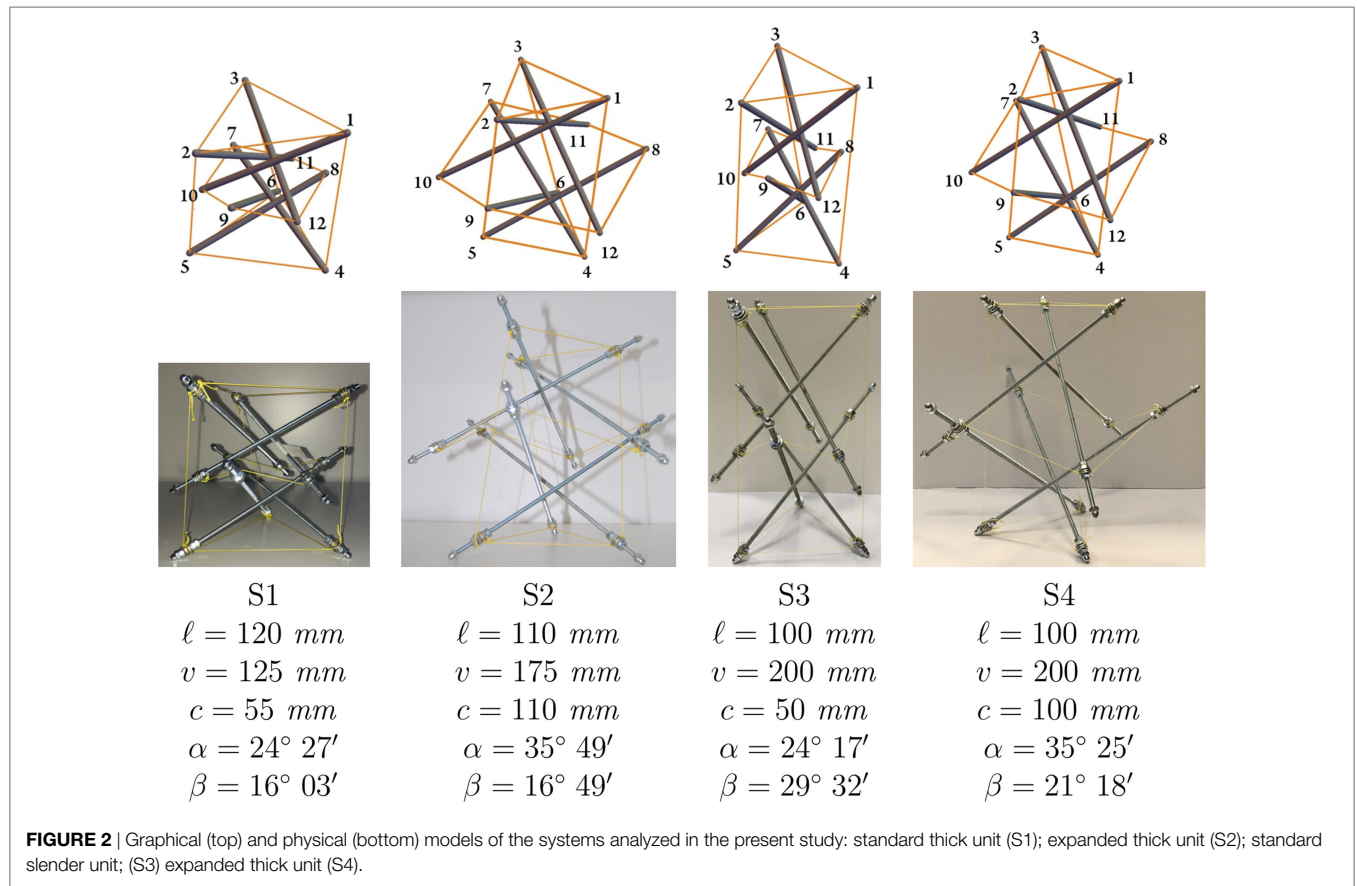 3
1
2
7
11
8
10
6
9
12
5
4
3
7
1
2
11
8
10
6
9
5
12
4
3
1
2
7
11
8
10
9
6
12
5
4
3
1
2
7
11
8
10
9
6
12
5
4
S1
ℓ = 120 mm
v = 125 mm
c = 55 mm
α = 24° 27′
β = 16° 03′
S2
ℓ = 110 mm
v = 175 mm
c = 110 mm
α = 35° 49′
β = 16° 49′
S3
ℓ = 100 mm
v = 200 mm
c = 50 mm
α = 24° 17′
β = 29° 32′
S4
ℓ = 100 mm
v = 200 mm
c = 100 mm
α = 35° 25′
β = 21° 18′
FIGURE 2 | Graphical (top) and physical (bottom) models of the systems analyzed in the present study: standard thick unit (S1); expanded thick unit (S2); standard
slender unit; (S3) expanded thick unit (S4).